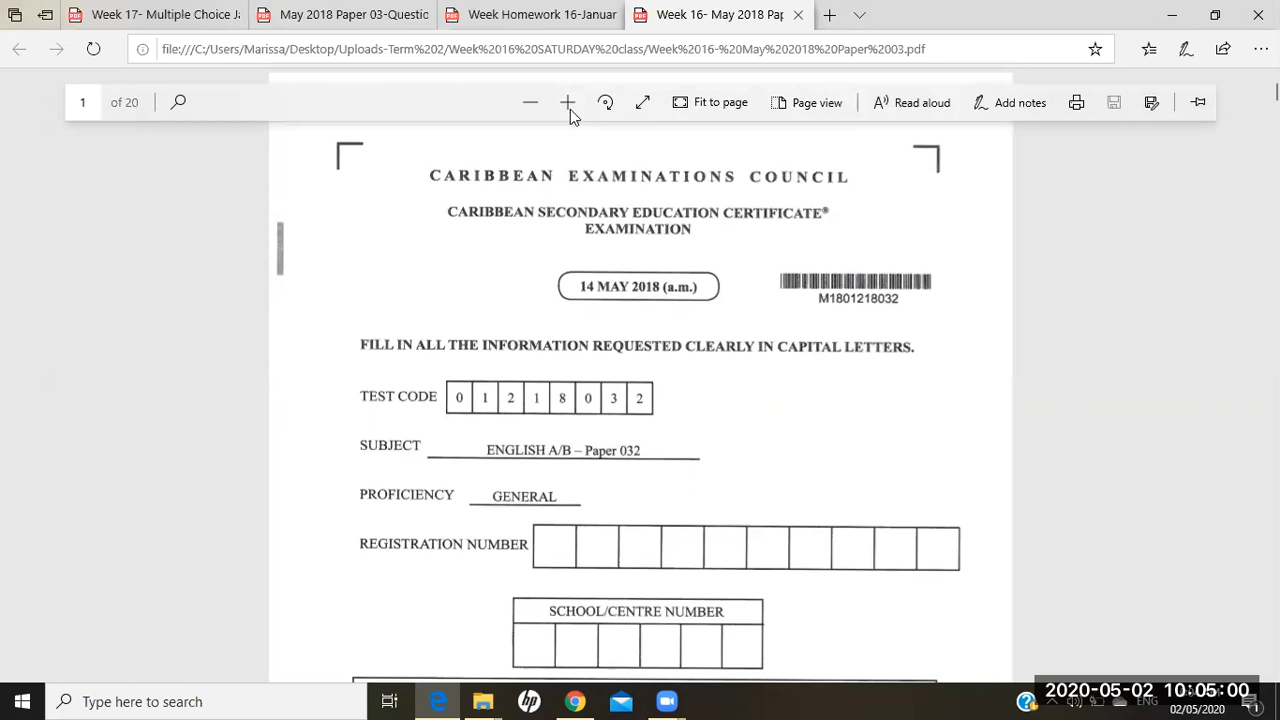 Week 17- Multiple Choice J
May 2018 Paper 03-Questio
Week Homework 16-Januar
Week 16- May 2018 Pap
file:///C:/Users/Marissa/Desktop/Uploads-Term%202/Week%2016%20SATURDAY%20class/Week%2016-%20May%202018%20Paper%2003.pdf
1 of 20
Fit to page
Page view
Read aloud
Add notes
CARIBBEAN EXAMINATIONS COUNCIL
CARIBBEAN SECONDARY EDUCATION CERTIFICATE®
EXAMINATION
14 MAY 2018 (a.m.)
M1801218032
FILL IN ALL THE INFORMATION REQUESTED CLEARLY IN CAPITAL LETTERS.
TEST CODE 0 1 2 1 8 0 3 2
SUBJECT ENGLISH A/B – Paper 032
PROFICIENCY GENERAL
REGISTRATION NUMBER
SCHOOL/CENTRE NUMBER
Type here to search
2020-05-02 10:05:00
ENG
02/05/2020